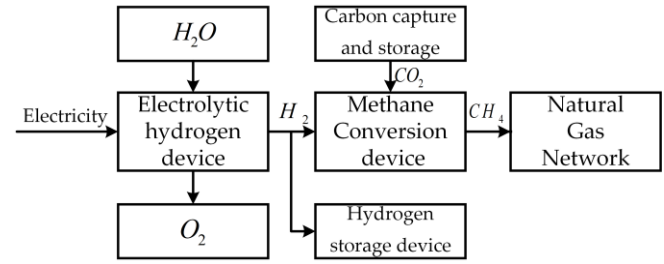 H₂O
Carbon capture
and storage
CO₂
Electricity
Electrolytic
hydrogen
device
H₂
Methane
Conversion
device
CH₄
Natural
Gas
Network
O₂
Hydrogen
storage device